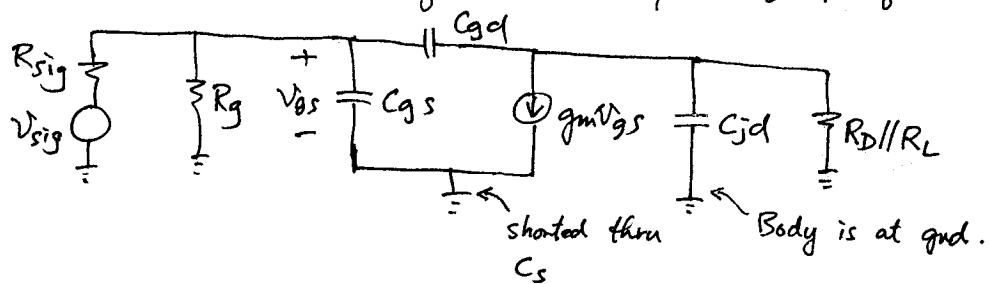 Cgd
Rsig
Vsig
Rg
+
Vgs
-
Cgs
gmVgs
Cjd
RD//RL
shorted thru
Cs
Body is at gnd.